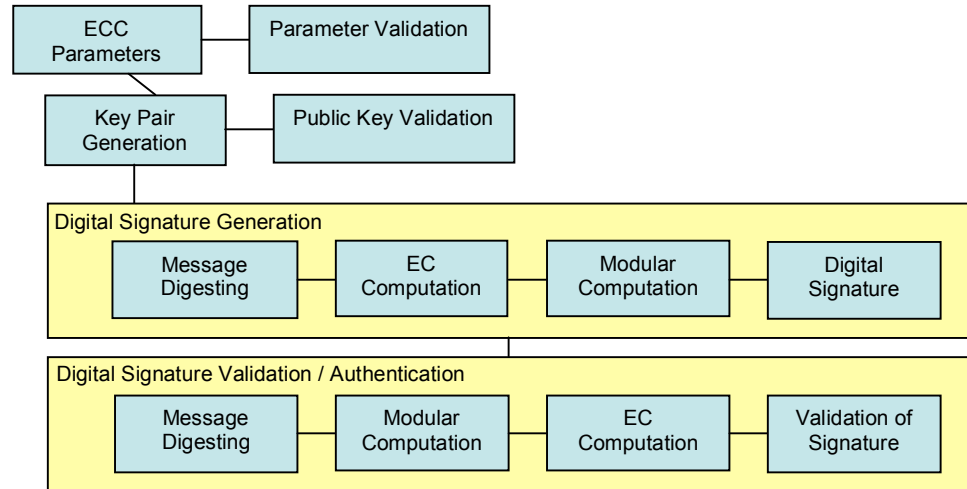 ECC
Parameters
Parameter Validation
Key Pair
Generation
Public Key Validation
Digital Signature Generation
Message
Digesting
EC
Computation
Modular
Computation
Digital
Signature
Digital Signature Validation / Authentication
Message
Digesting
Modular
Computation
EC
Computation
Validation of
Signature